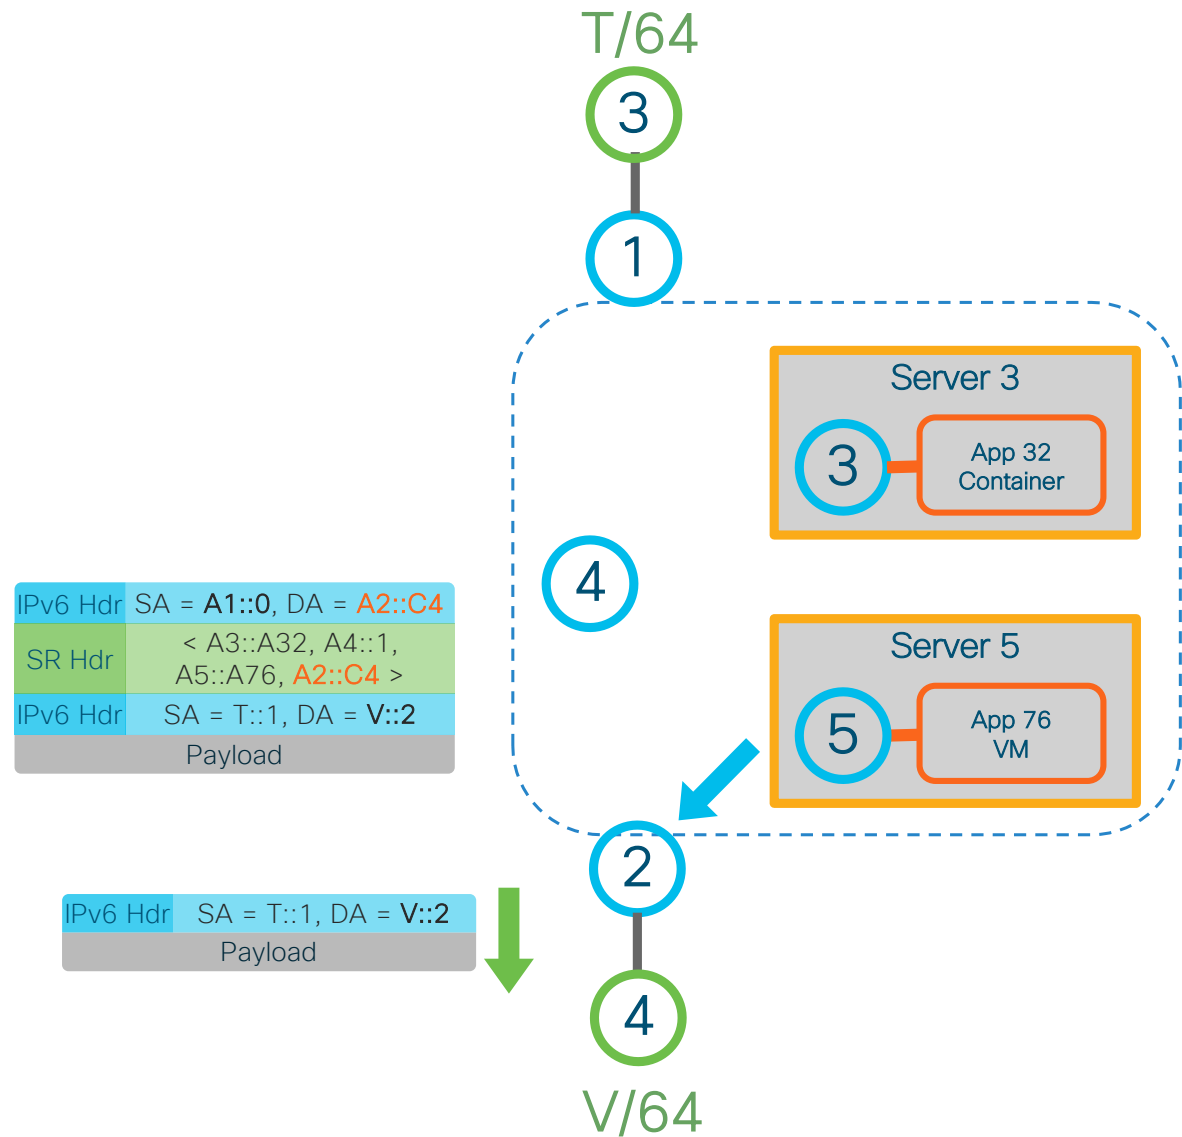 T/64
3
1
Server 3
3
App 32
Container
4
IPv6 Hdr SA = A1::0, DA = A2::C4
SR Hdr < A3::A32, A4::1,
A5::A76, A2::C4 >
IPv6 Hdr SA = T::1, DA = V::2
Payload
Server 5
5
App 76
VM
2
IPv6 Hdr SA = T::1, DA = V::2
Payload
4
V/64